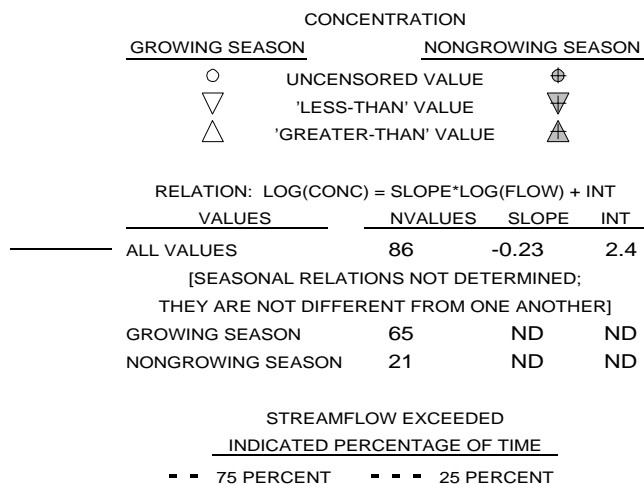 CONCENTRATION
GROWING SEASON NONGROWING SEASON
UNCENSORED VALUE
'LESS-THAN' VALUE
'GREATER-THAN' VALUE
RELATION: LOG(CONC) = SLOPE*LOG(FLOW) + INT
VALUES NVALUES SLOPE INT
ALL VALUES 86 -0.23 2.4
[SEASONAL RELATIONS NOT DETERMINED;
THEY ARE NOT DIFFERENT FROM ONE ANOTHER]
GROWING SEASON 65 ND ND
NONGROWING SEASON 21 ND ND
STREAMFLOW EXCEEDED
INDICATED PERCENTAGE OF TIME
75 PERCENT 25 PERCENT